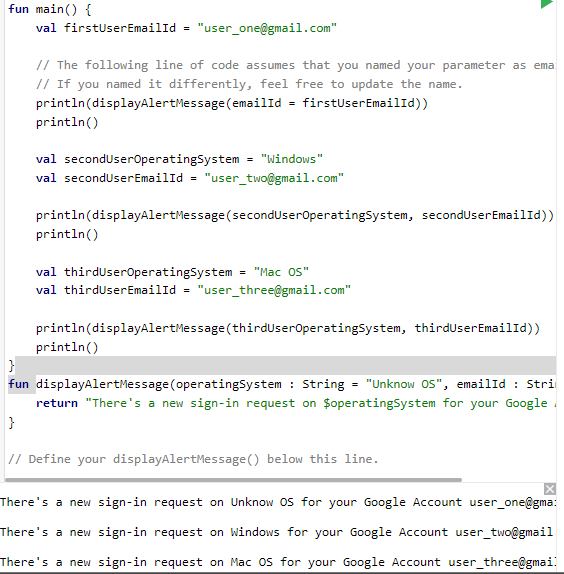 fun main() {
val firstUserEmailId = "user_one@gmail.com"
// The following line of code assumes that you named your parameter as ema
// If you named it differently, feel free to update the name.
println(displayAlertMessage(emailId = firstUserEmailId))
println()
val secondUserOperatingSystem = "Windows"
val secondUserEmailId = "user_two@gmail.com"
println(displayAlertMessage(secondUserOperatingSystem, secondUserEmailId))
println()
val thirdUserOperatingSystem = "Mac OS"
val thirdUserEmailId = "user_three@gmail.com"
println(displayAlertMessage(thirdUserOperatingSystem, thirdUserEmailId))
println()
}
fun displayAlertMessage(operatingSystem : String = "Unknow OS", emailId : Stri
return "There's a new sign-in request on $operatingSystem for your Google
}
// Define your displayAlertMessage() below this line.
There's a new sign-in request on Unknow OS for your Google Account user_one@gma
There's a new sign-in request on Windows for your Google Account user_two@gmail
There's a new sign-in request on Mac OS for your Google Account user_three@gmail